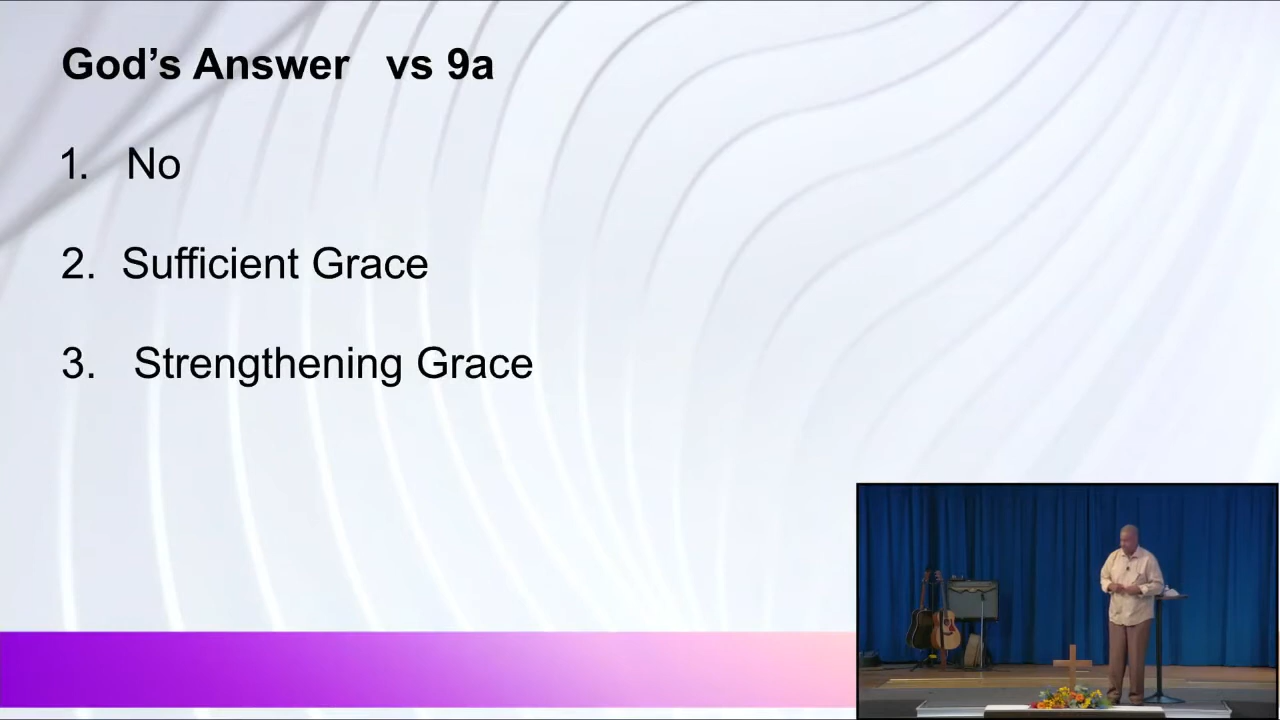 God’s Answer vs 9a
1. No
2. Sufficient Grace
3. Strengthening Grace